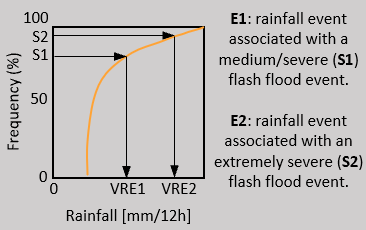 100
S2
S1
50
0
0
VRE1
VRE2
Frequency (%)
Rainfall [mm/12h]
E1: rainfall event
associated with a
medium/severe (S1)
flash flood event.
E2: rainfall event
associated with an
extremely severe (S2)
flash flood event.